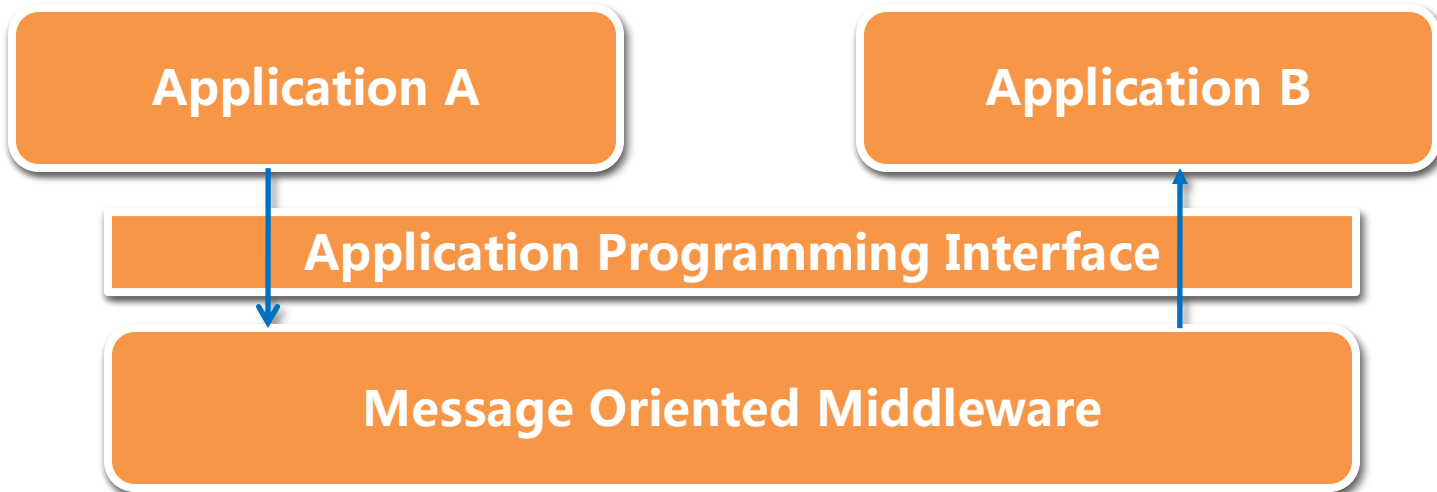 Application A
Application B
Application Programming Interface
Message Oriented Middleware